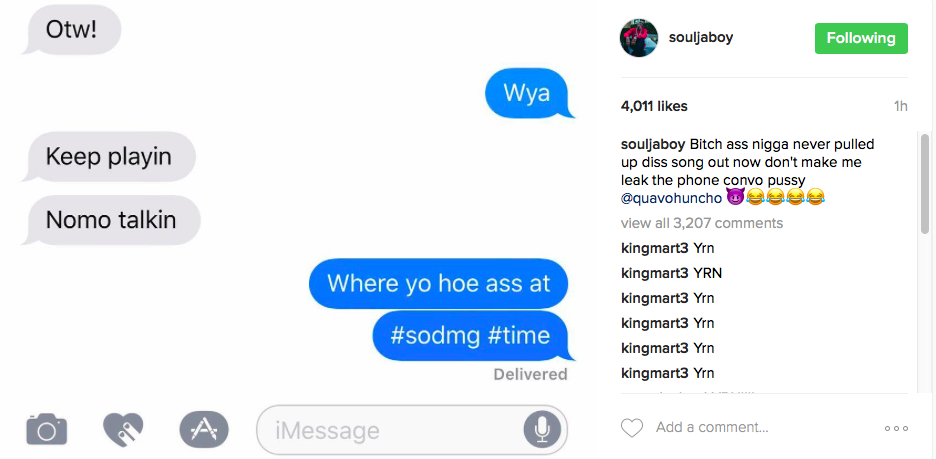 Otw!
Wya
Keep playin
Nomo talkin
Where yo hoe ass at
#sodmg #time
Delivered
iMessage
souljaboy
Following
4,011 likes
1h
souljaboy Bitch ass nigga never pulled
up diss song out now don't make me
leak the phone convo pussy
@quavohuncho 😈😂😂😂😂
view all 3,207 comments
kingmart3 Yrn
kingmart3 YRN
kingmart3 Yrn
kingmart3 Yrn
kingmart3 Yrn
kingmart3 Yrn
Add a comment...